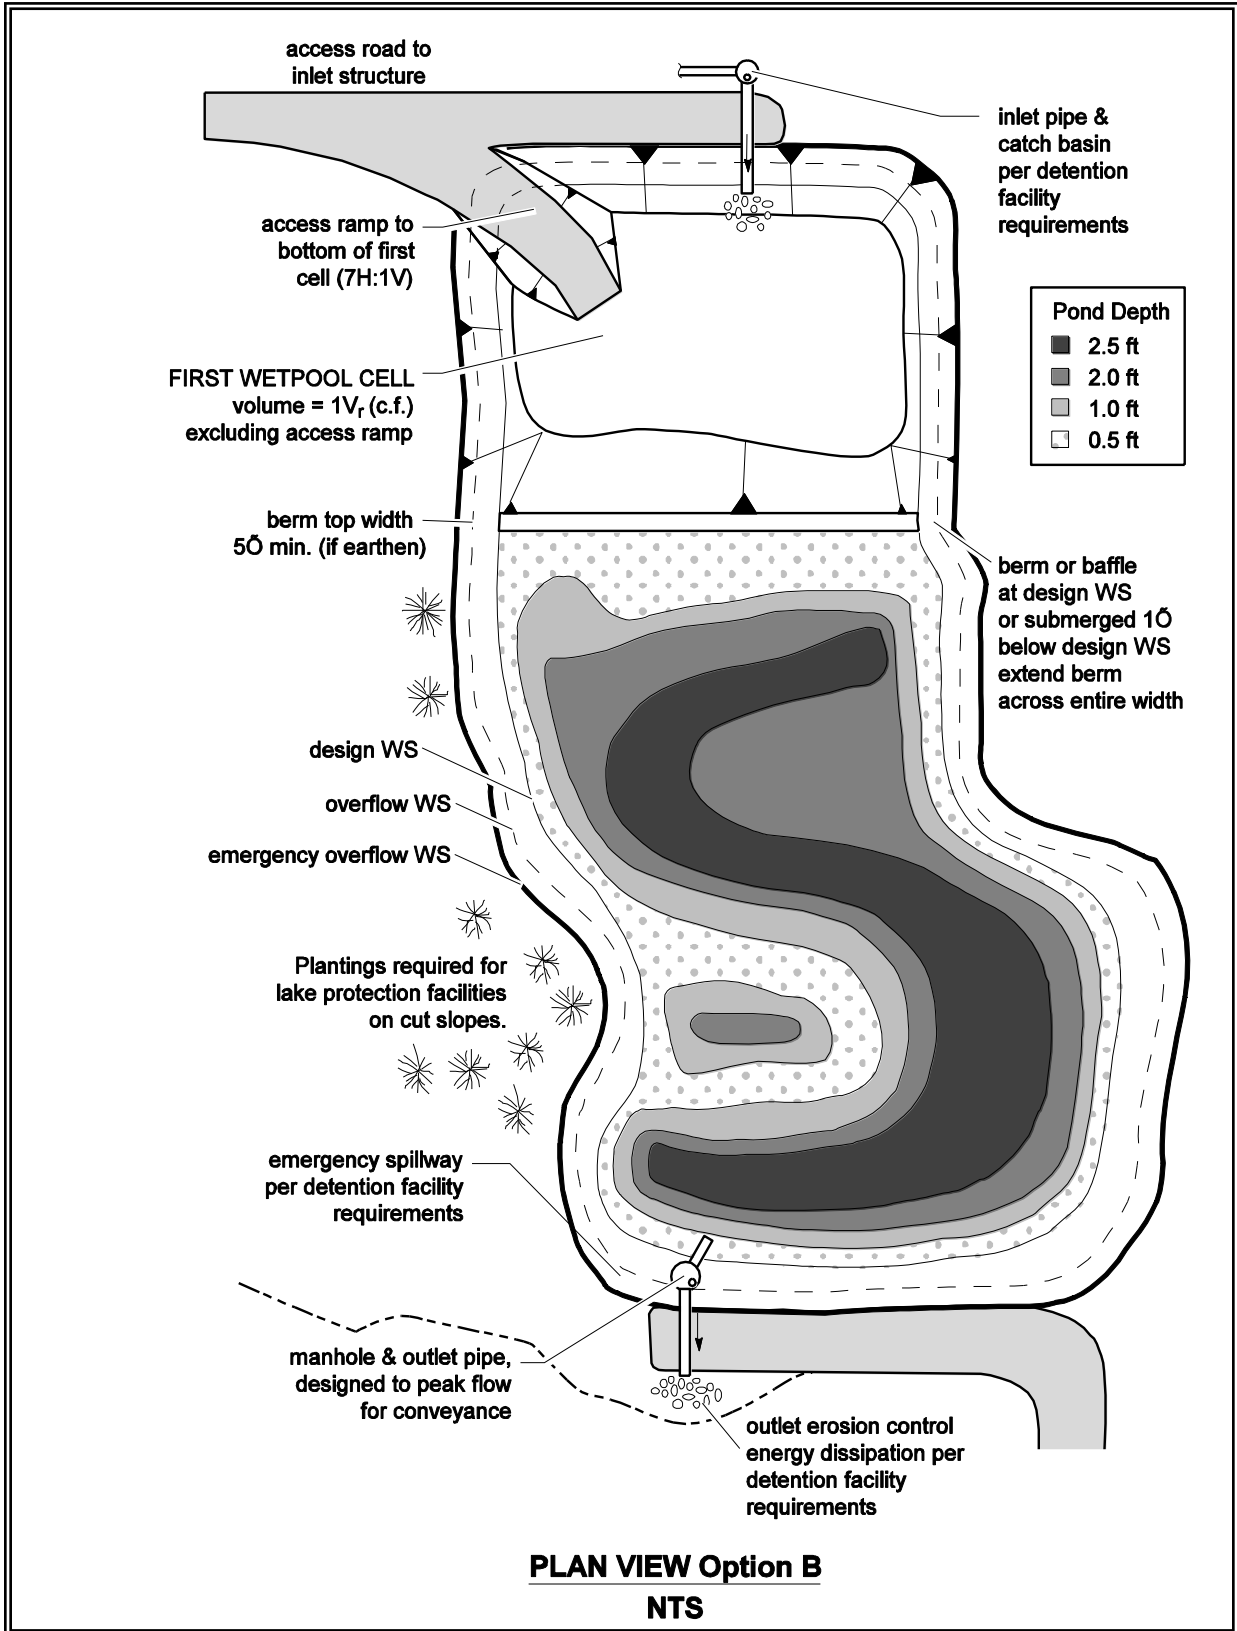 access road to
inlet structure
inlet pipe &
catch basin
per detention
facility
requirements
access ramp to
bottom of first
cell (7H:1V)
Pond Depth
2.5 ft
2.0 ft
1.0 ft
0.5 ft
FIRST WETPOOL CELL
volume = 1Vr (c.f.)
excluding access ramp
berm top width
5Õ min. (if earthen)
berm or baffle
at design WS
or submerged 1Õ
below design WS
extend berm
across entire width
design WS
overflow WS
emergency overflow WS
Plantings required for
lake protection facilities
on cut slopes.
emergency spillway
per detention facility
requirements
manhole & outlet pipe,
designed to peak flow
for conveyance
outlet erosion control
energy dissipation per
detention facility
requirements
PLAN VIEW Option B
NTS